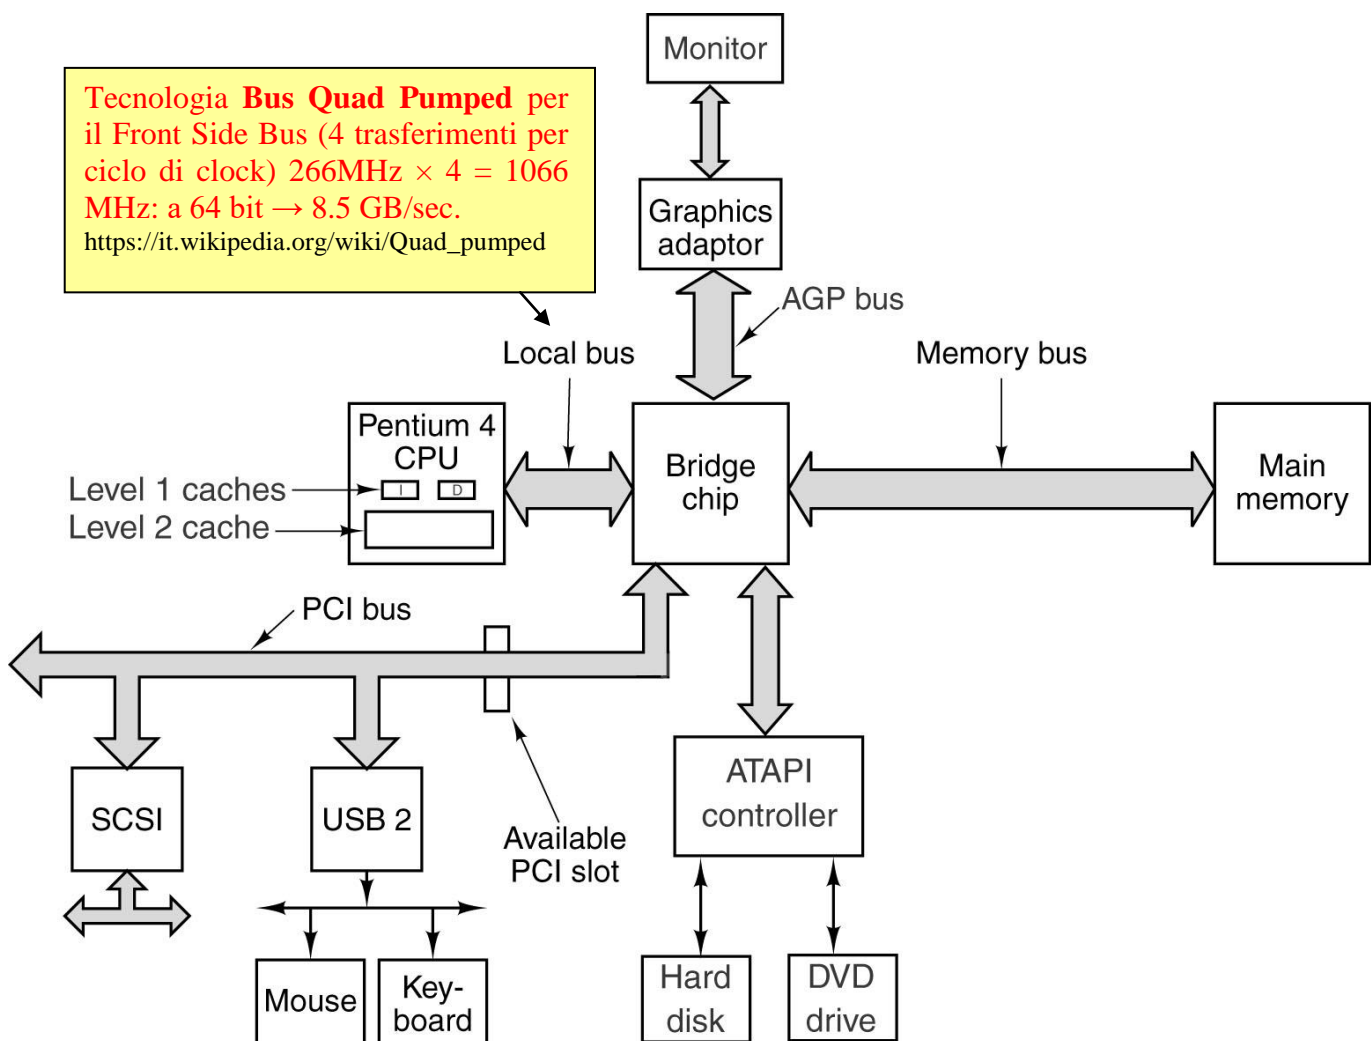 Monitor
Tecnologia Bus Quad Pumped per
il Front Side Bus (4 trasferimenti per
ciclo di clock) 266MHz × 4 = 1066
MHz: a 64 bit → 8.5 GB/sec.
https://it.wikipedia.org/wiki/Quad_pumped
Graphics
adaptor
AGP bus
Local bus
Memory bus
Pentium 4
CPU
I
D
Level 1 caches
Level 2 cache
Bridge
chip
Main
memory
PCI bus
SCSI
USB 2
Available
PCI slot
ATAPI
controller
Mouse
Key-
board
Hard
disk
DVD
drive